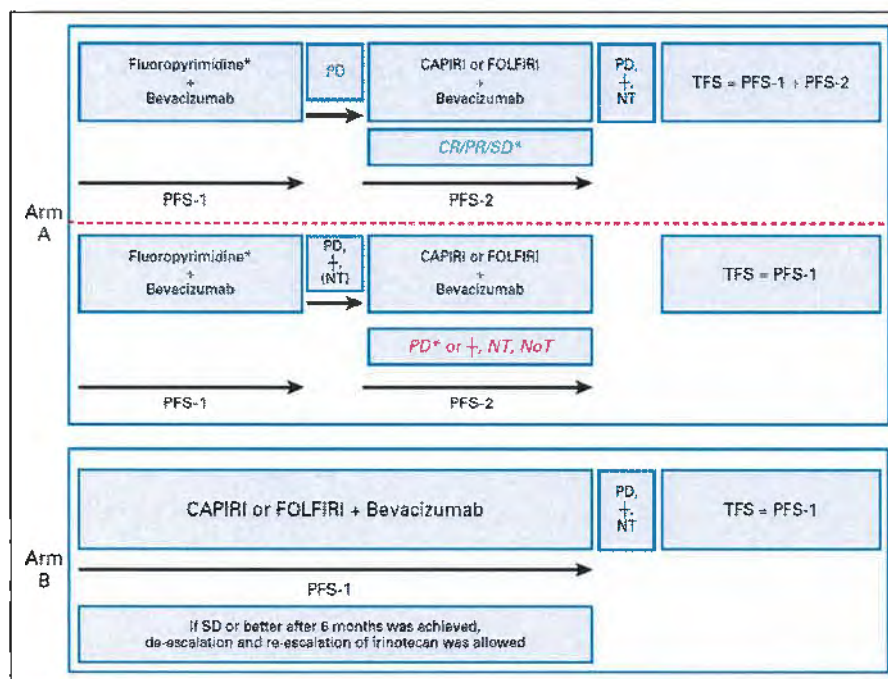 Fluoropyrimidine*
+
Bevacizumab
PD
CAPIRI or FOLFIRI
+
Bevacizumab
PD,
†,
NT
TFS = PFS-1 + PFS-2
CR/PR/SD*
PFS-1
PFS-2
Arm
A
Fluoropyrimidine*
+
Bevacizumab
PD,
†,
(NT)
CAPIRI or FOLFIRI
+
Bevacizumab
TFS = PFS-1
PD* or †, NT, NoT
PFS-1
PFS-2
CAPIRI or FOLFIRI + Bevacizumab
PD,
†,
NT
TFS = PFS-1
Arm
B
PFS-1
If SD or better after 6 months was achieved,
de-escalation and re-escalation of irinotecan was allowed